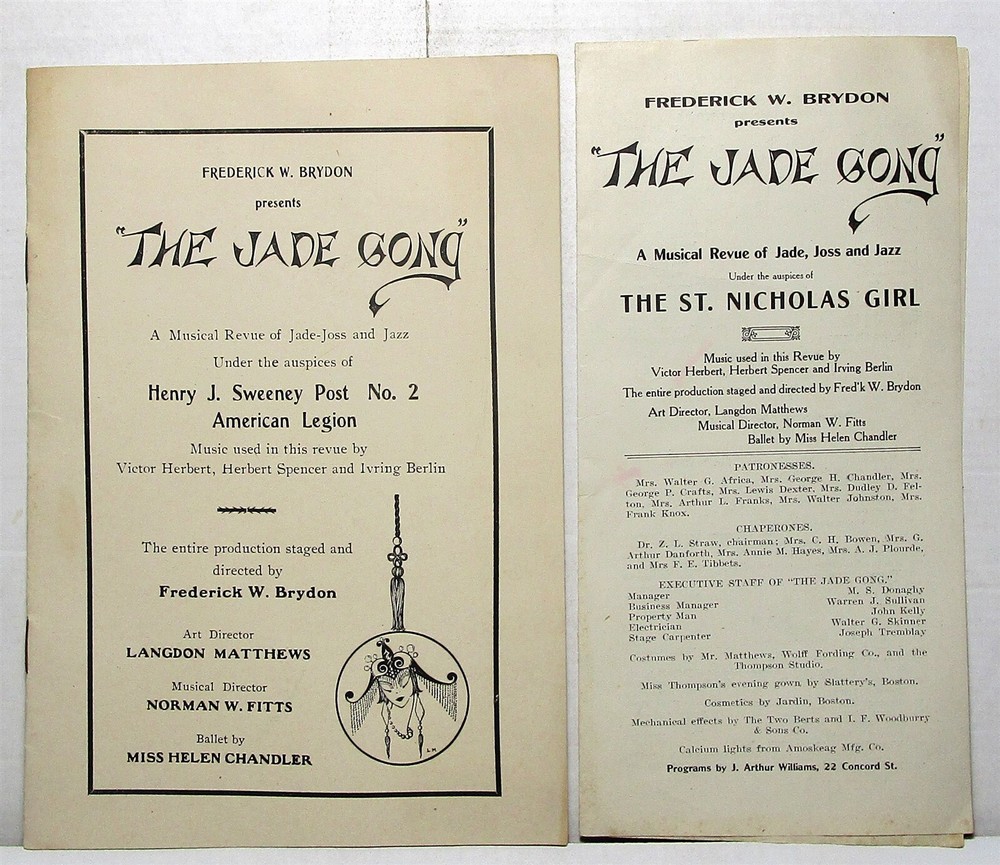 FREDERICK W. BRYDON
presents
"THE JADE GONG"
A Musical Revue of Jade-Joss and Jazz
Under the auspices of
Henry J. Sweeney Post No. 2
American Legion
Music used in this revue by
Victor Herbert, Herbert Spencer and Ivring Berlin
The entire production staged and
directed by
Frederick W. Brydon
Art Director
LANGDON MATTHEWS
Musical Director
NORMAN W. FITTS
Ballet by
MISS HELEN CHANDLER
L.M
FREDERICK W. BRYDON
presents
"THE JADE GONG"
A Musical Revue of Jade, Joss and Jazz
Under the auspices of
THE ST. NICHOLAS GIRL
Music used in this Revue by
Victor Herbert, Herbert Spencer and Irving Berlin
The entire production staged and directed by Fred'k W. Brydon
Art Director, Langdon Matthews
Musical Director, Norman W. Fitts
Ballet by Miss Helen Chandler
PATRONESSES.
Mrs. Walter G. Africa, Mrs. George H. Chandler, Mrs.
George P. Crafts, Mrs. Lewis Dexter, Mrs. Dudley D. Fel-
ton, Mrs. Arthur L. Franks, Mrs. Walter Johnston, Mrs.
Frank Knox.
CHAPERONES.
Dr. Z. L. Straw, chairman; Mrs. C. H. Bowen, Mrs. G.
Arthur Danforth, Mrs. Annie M. Hayes, Mrs. A. J. Plourde,
and Mrs F. E. Tibbets.
EXECUTIVE STAFF OF "THE JADE GONG."
Manager M. S. Donaghy
Business Manager Warren J. Sullivan
Property Man John Kelly
Electrician Walter G. Skinner
Stage Carpenter Joseph Tremblay
Costumes by Mr. Matthews, Wolff Fording Co., and the
Thompson Studio.
Miss Thompson's evening gown by Slattery's, Boston.
Cosmetics by Jardin, Boston.
Mechanical effects by The Two Berts and I. F. Woodburry
& Sons Co.
Calcium lights from Amoskeag Mfg. Co.
Programs by J. Arthur Williams, 22 Concord St.